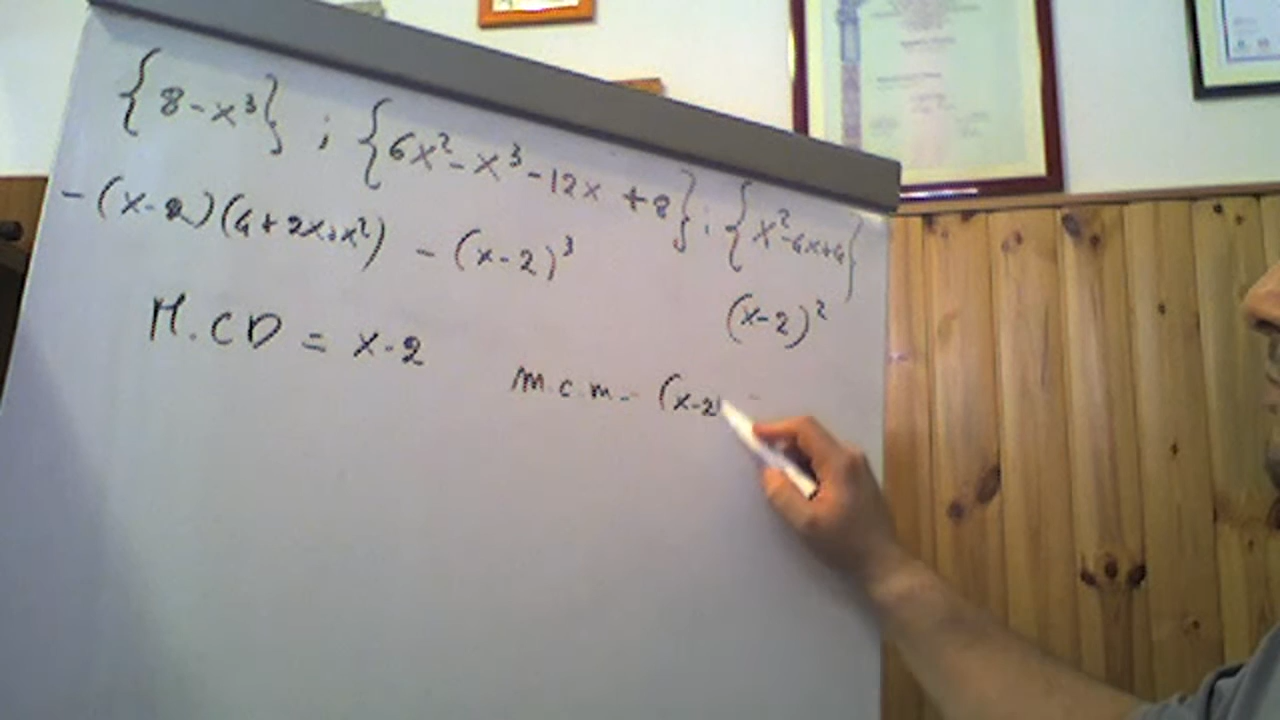 {8-x³} ; {6x²-x³-12x+8} ; {x²-4x+4}
-(x-2)(4+2x+x²) -(x-2)³ (x-2)²
M.CD = x-2
m.c.m = (x-2)